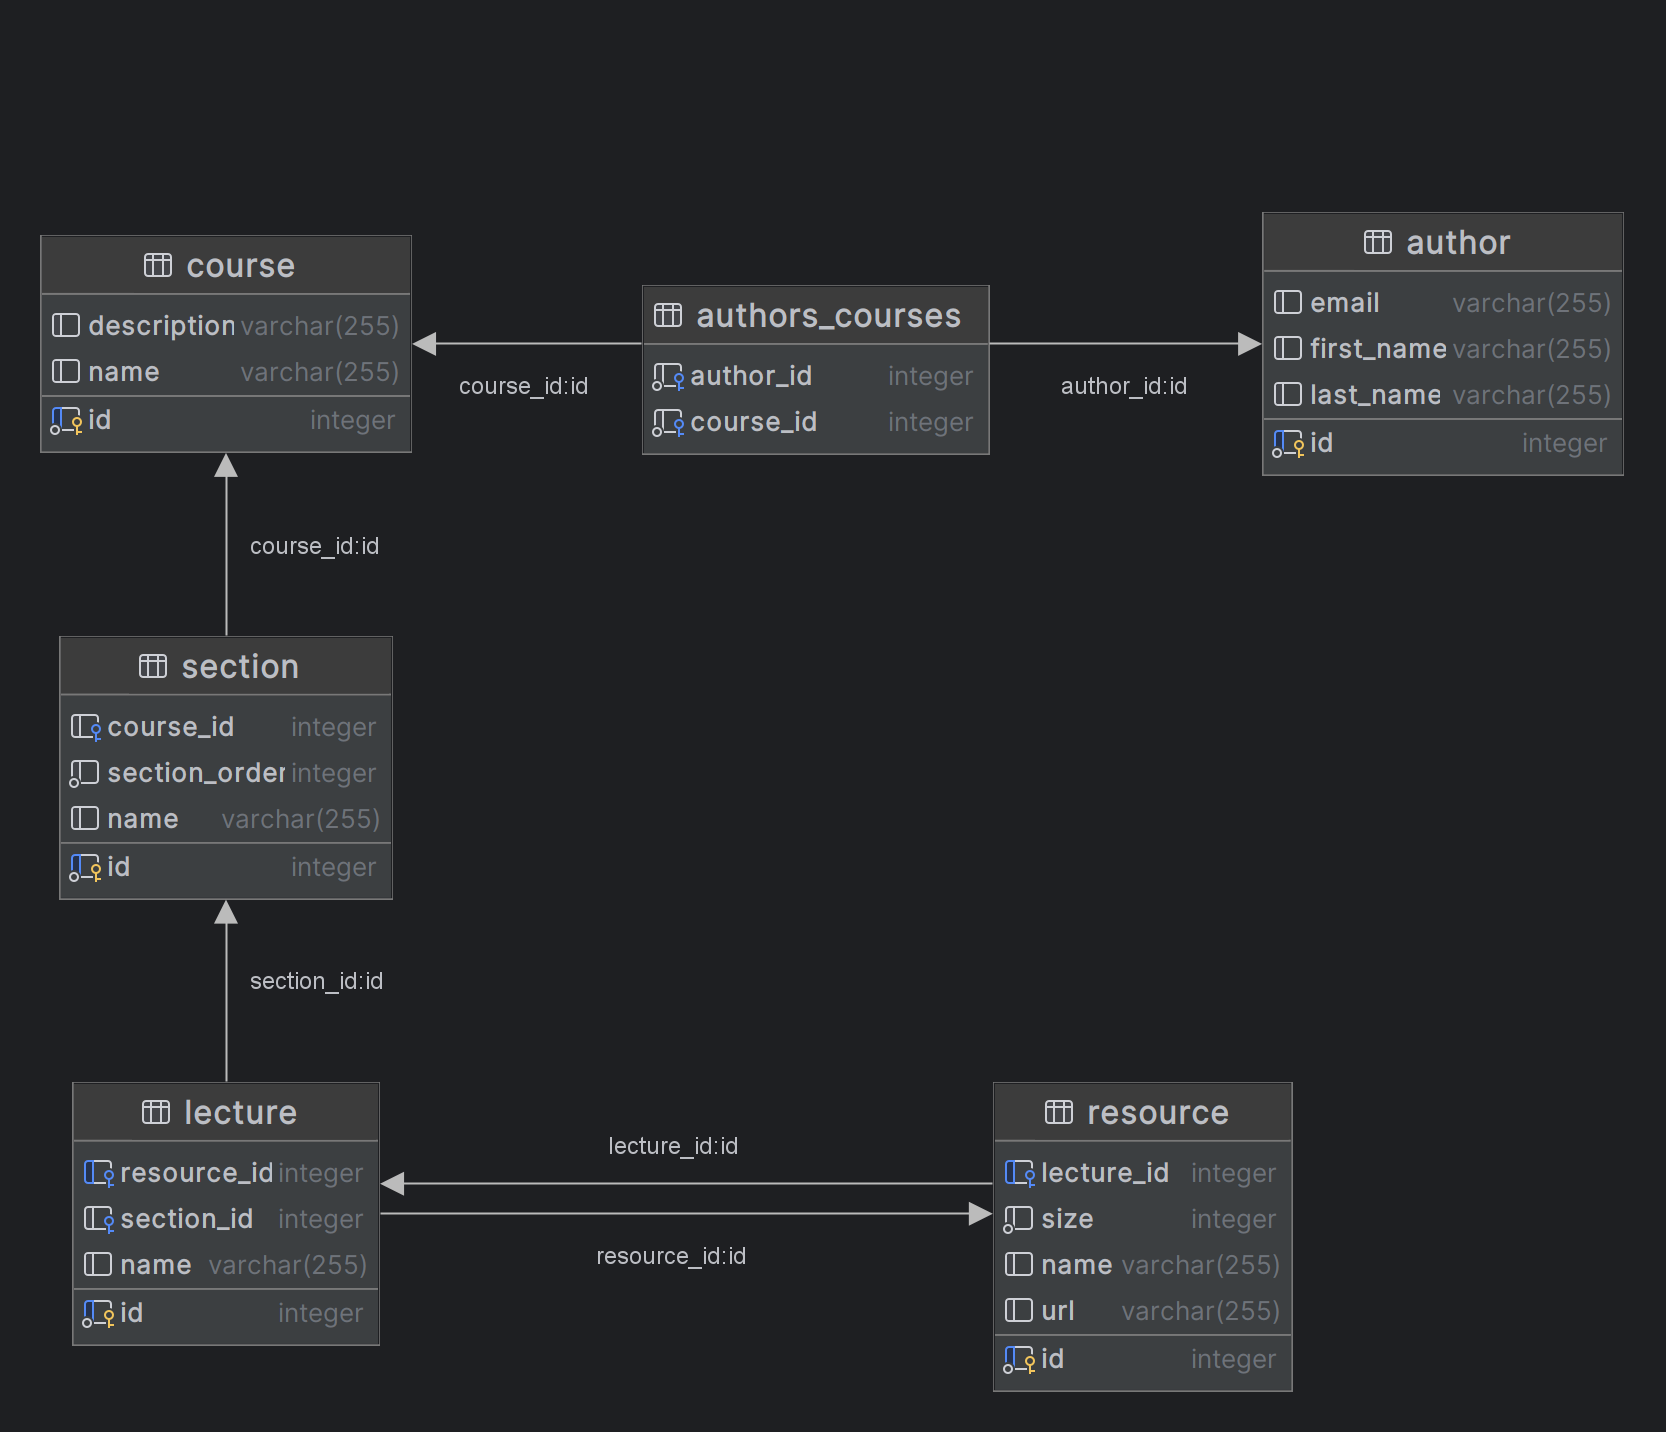 course
description varchar(255)
name varchar(255)
id integer
authors_courses
author_id integer
course_id integer
author
email varchar(255)
first_name varchar(255)
last_name varchar(255)
id integer
course_id:id
author_id:id
course_id:id
section
course_id integer
section_order integer
name varchar(255)
id integer
section_id:id
lecture
resource_id integer
section_id integer
name varchar(255)
id integer
lecture_id:id
resource_id:id
resource
lecture_id integer
size integer
name varchar(255)
url varchar(255)
id integer